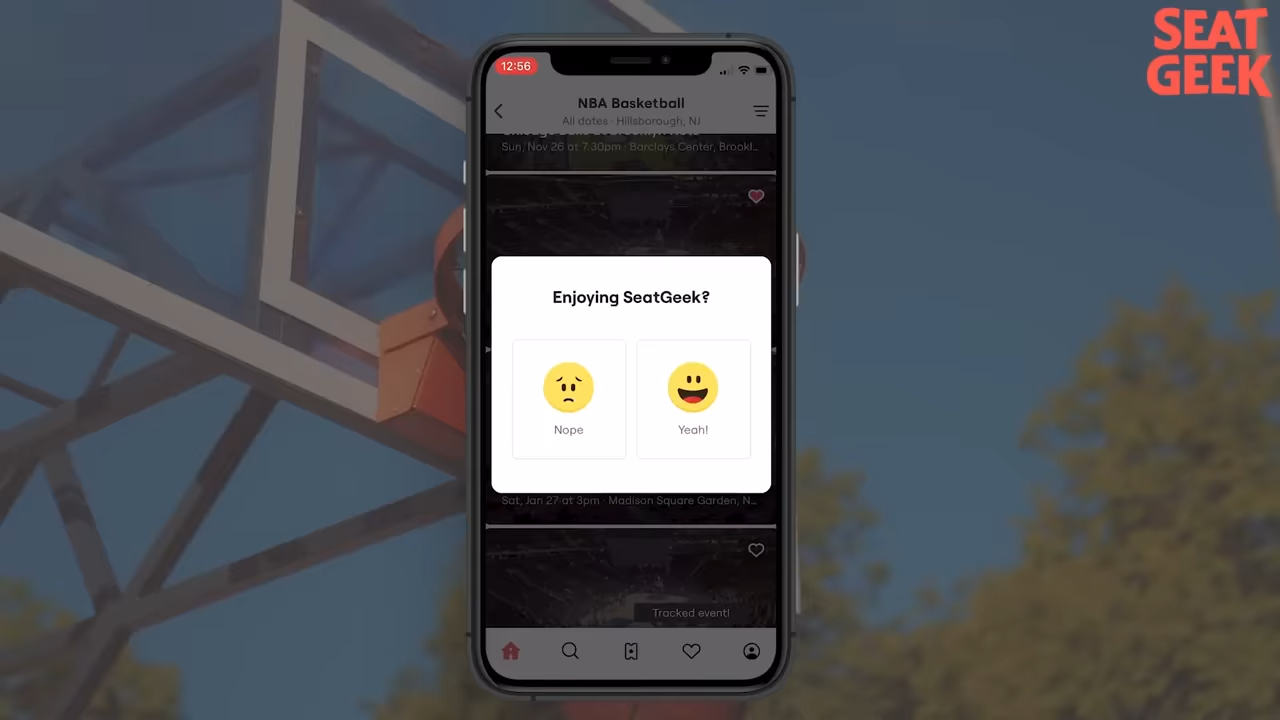 SEAT
GEEK
12:56
NBA Basketball
All dates · Hillsborough, NJ
Sun, Nov 26 at 7:30pm · Barclays Center, Brookl...
Enjoying SeatGeek?
Nope
Yeah!
Sat, Jan 27 at 3pm · Madison Square Garden, N...
Tracked event!